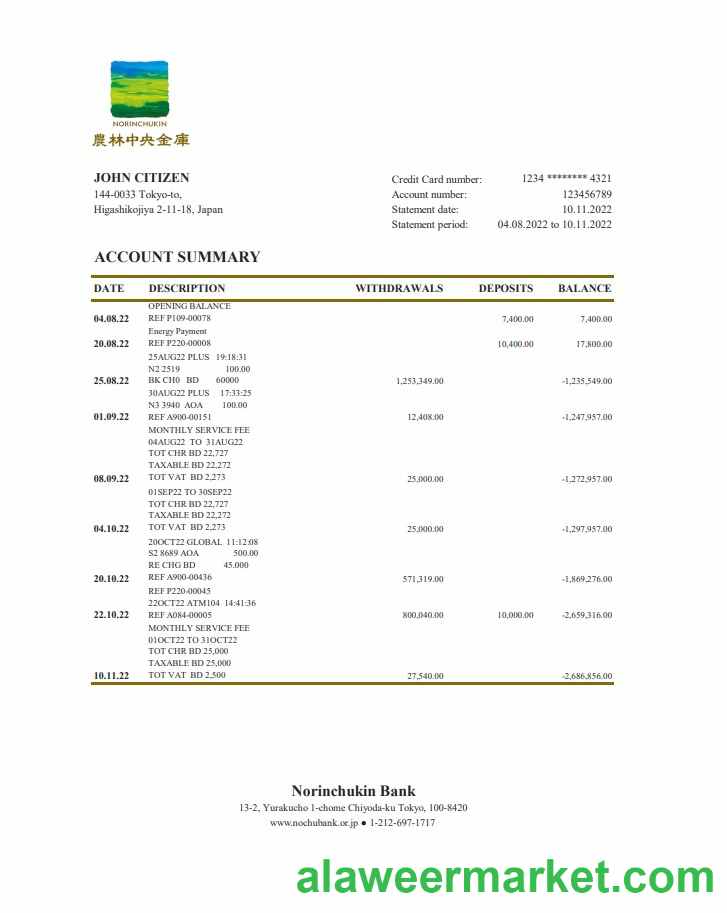 NORINCHUKIN
農林中央金庫
JOHN CITIZEN
144-0033 Tokyo-to,
Higashikojiya 2-11-18, Japan
Credit Card number: 1234 ******** 4321
Account number: 123456789
Statement date: 10.11.2022
Statement period: 04.08.2022 to 10.11.2022
ACCOUNT SUMMARY
DATE DESCRIPTION WITHDRAWALS DEPOSITS BALANCE
OPENING BALANCE
04.08.22 REF P109-00078 7,400.00 7,400.00
Energy Payment
20.08.22 REF P220-00008 10,400.00 17,800.00
25AUG22 PLUS 19:18:31
N2 2519 100.00
25.08.22 BK CH0 BD 60000 1,253,349.00 -1,235,549.00
30AUG22 PLUS 17:33:25
N3 3940 AOA 100.00
01.09.22 REF A900-00151 12,408.00 -1,247,957.00
MONTHLY SERVICE FEE
04AUG22 TO 31AUG22
TOT CHR BD 22,727
TAXABLE BD 22,272
08.09.22 TOT VAT BD 2,273 25,000.00 -1,272,957.00
01SEP22 TO 30SEP22
TOT CHR BD 22,727
TAXABLE BD 22,272
04.10.22 TOT VAT BD 2,273 25,000.00 -1,297,957.00
20OCT22 GLOBAL 11:12:08
S2 8689 AOA 500.00
RE CHG BD 45.000
20.10.22 REF A900-00436 571,319.00 -1,869,276.00
REF P220-00045
22OCT22 ATM104 14:41:36
22.10.22 REF A084-00005 800,040.00 10,000.00 -2,659,316.00
MONTHLY SERVICE FEE
01OCT22 TO 31OCT22
TOT CHR BD 25,000
TAXABLE BD 25,000
10.11.22 TOT VAT BD 2,500 27,540.00 -2,686,856.00
Norinchukin Bank
13-2, Yurakucho 1-chome Chiyoda-ku Tokyo, 100-8420
www.nochubank.or.jp ● 1-212-697-1717
alaweermarket.com